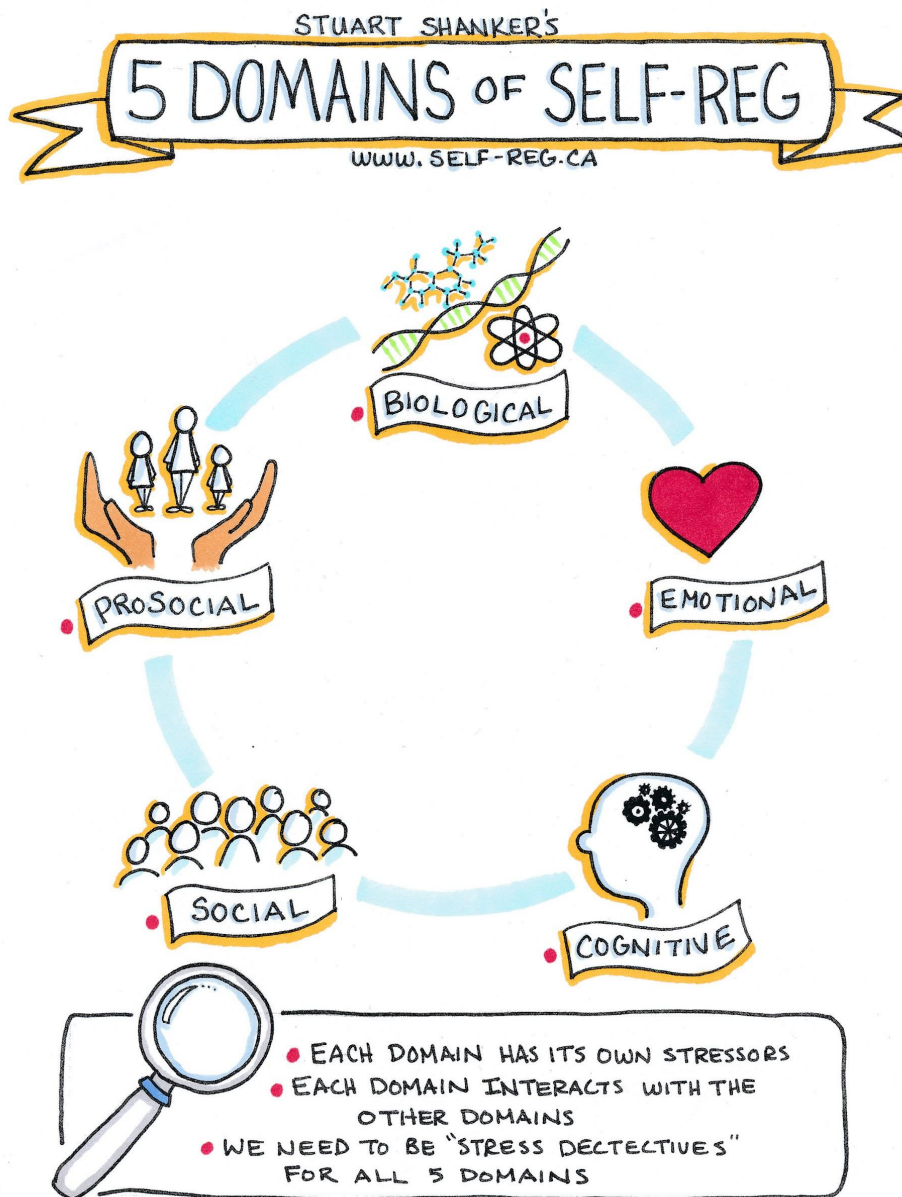 STUART SHANKER'S
5 DOMAINS OF SELF-REG
WWW.SELF-REG.CA
BIOLOGICAL
PROSOCIAL
EMOTIONAL
SOCIAL
COGNITIVE
• EACH DOMAIN HAS ITS OWN STRESSORS
• EACH DOMAIN INTERACTS WITH THE
OTHER DOMAINS
• WE NEED TO BE "STRESS DECTECTIVES"
FOR ALL 5 DOMAINS